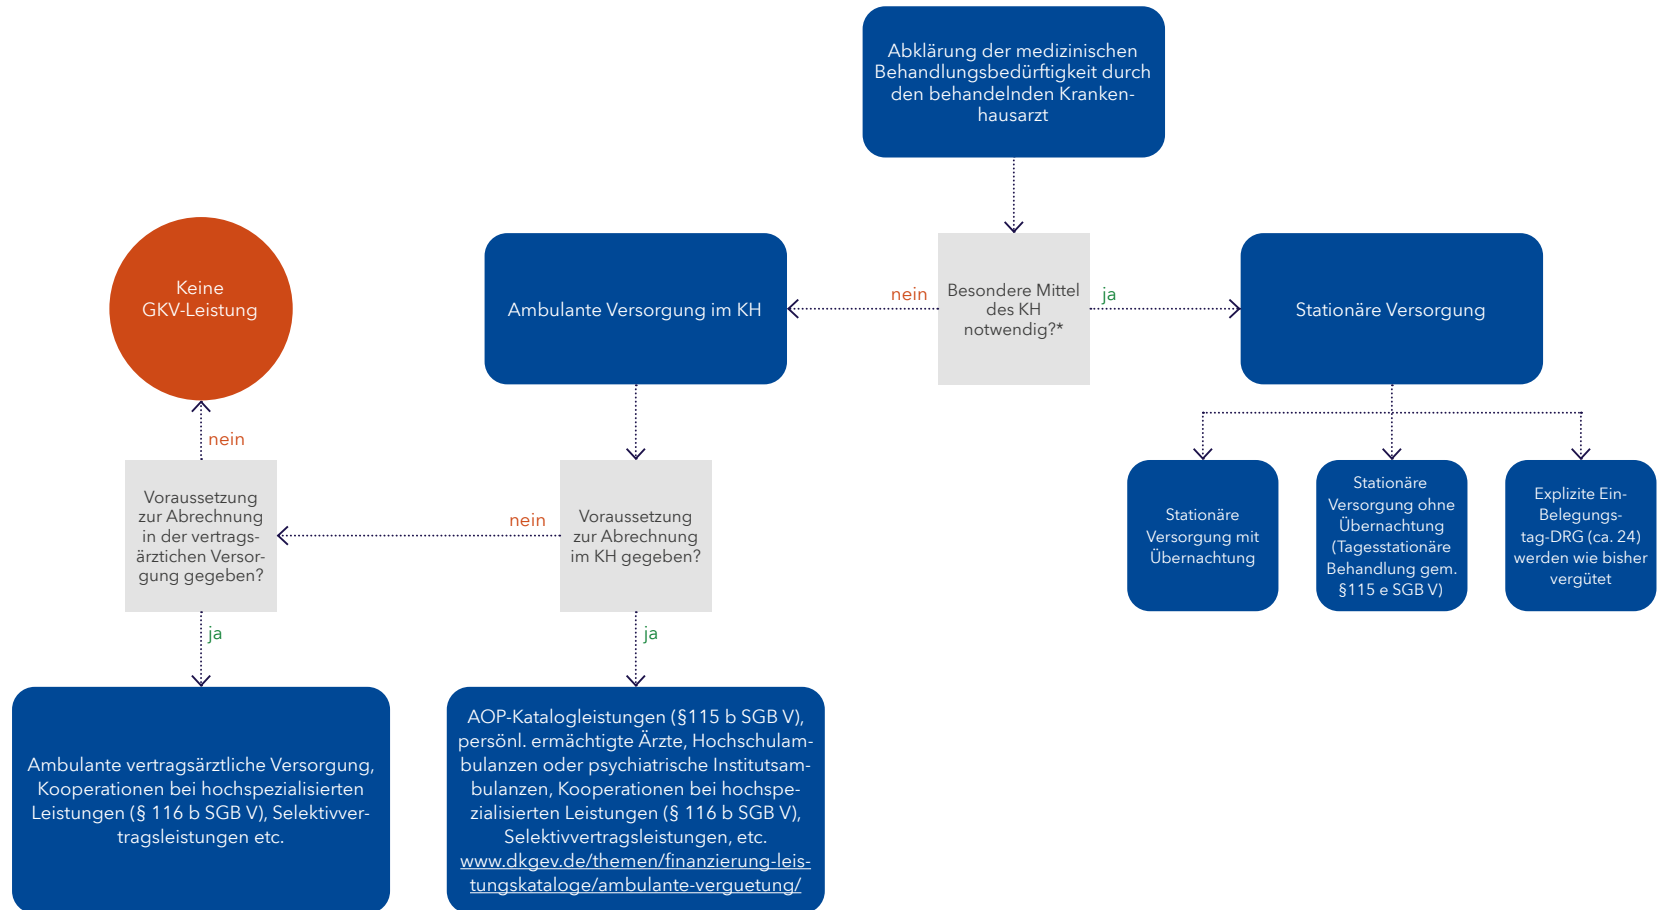 Abklärung der medizinischen
Behandlungsbedürftigkeit durch
den behandelnden Kranken-
hausarzt
Keine
GKV-Leistung
Ambulante Versorgung im KH
nein
Besondere Mittel
des KH
notwendig?*
ja
Stationäre Versorgung
nein
Voraussetzung
zur Abrechnung
in der vertrags-
ärztlichen Versor-
gung gegeben?
nein
Voraussetzung
zur Abrechnung
im KH gegeben?
Stationäre
Versorgung mit
Übernachtung
Stationäre
Versorgung ohne
Übernachtung
(Tagesstationäre
Behandlung gem.
§115 e SGB V)
Explizite Ein-
Belegungs-
tag-DRG (ca. 24)
werden wie bisher
vergütet
ja
ja
Ambulante vertragsärztliche Versorgung,
Kooperationen bei hochspezialisierten
Leistungen (§ 116 b SGB V), Selektivver-
tragsleistungen etc.
AOP-Katalogleistungen (§115 b SGB V),
persönl. ermächtigte Ärzte, Hochschulam-
bulanzen oder psychiatrische Institutsam-
bulanzen, Kooperationen bei hochspe-
zialisierten Leistungen (§ 116 b SGB V),
Selektivvertragsleistungen, etc.
www.dkgev.de/themen/finanzierung-leis-
tungskataloge/ambulante-verguetung/